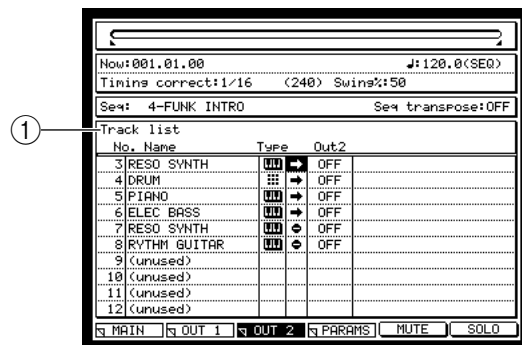 Now:001.01.00 ♩:120.0(SEQ)
Timing correct:1/16 (240) Swing%:50
Seq: 4-FUNK INTRO Seq transpose:OFF
1
Track list
No. Name Type Out2
3 RESO SYNTH OFF
4 DRUM OFF
5 PIANO OFF
6 ELEC BASS OFF
7 RESO SYNTH OFF
8 RYTHM GUITAR OFF
9 (unused)
10 (unused)
11 (unused)
12 (unused)
MAIN OUT 1 OUT 2 PARAMS MUTE SOLO